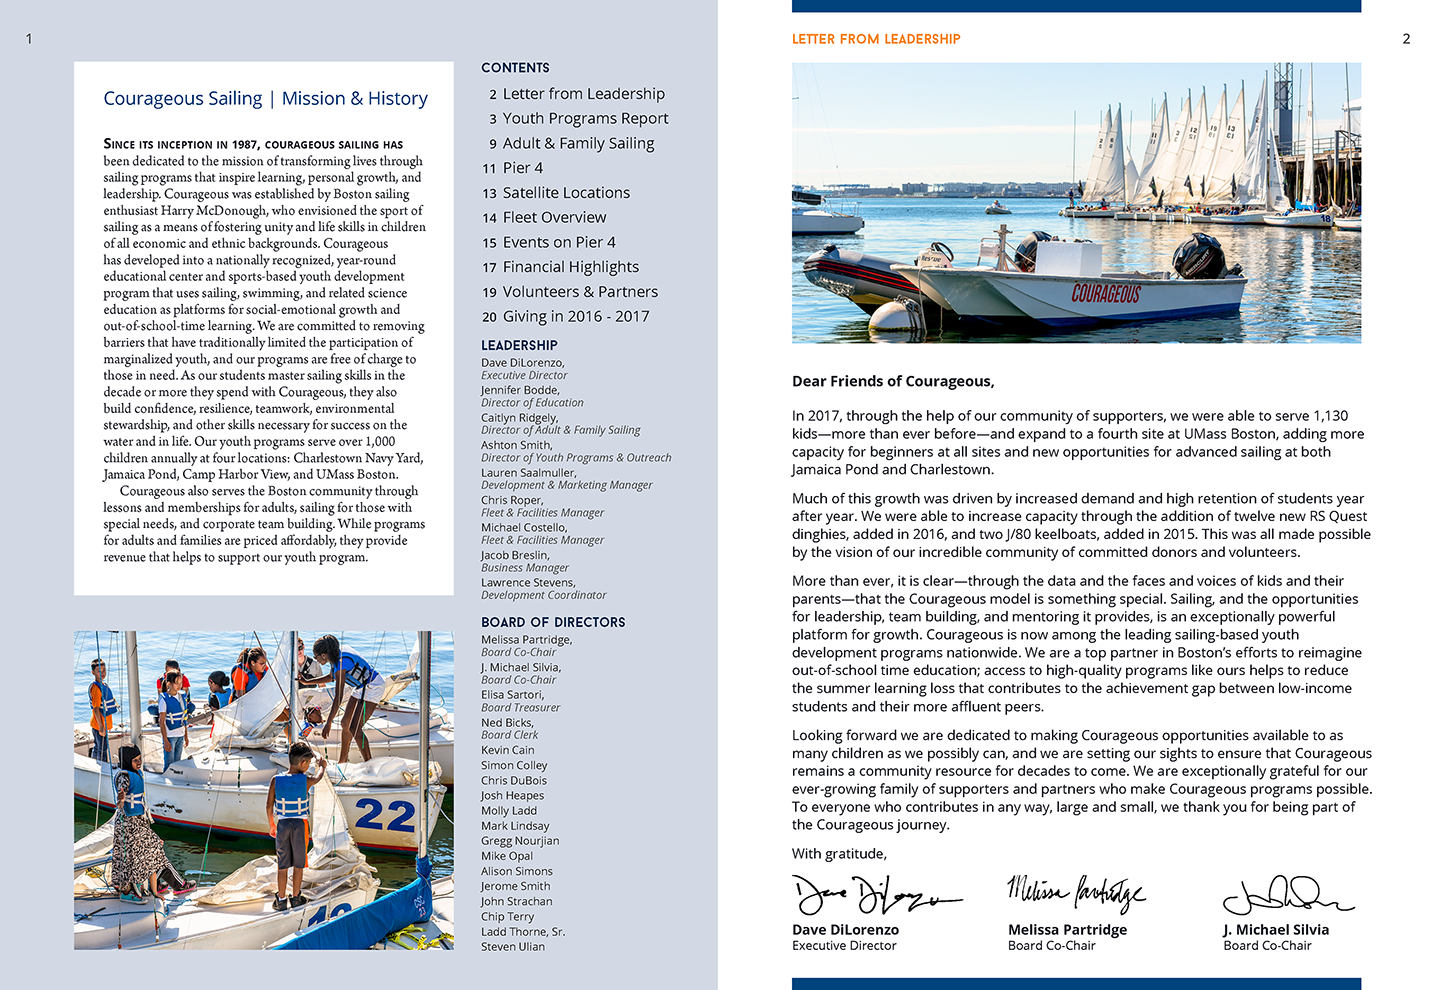 1
Courageous Sailing | Mission & History
SINCE ITS INCEPTION IN 1987, COURAGEOUS SAILING HAS
been dedicated to the mission of transforming lives through
sailing programs that inspire learning, personal growth, and
leadership. Courageous was established by Boston sailing
enthusiast Harry McDonough, who envisioned the sport of
sailing as a means of fostering unity and life skills in children
of all economic and ethnic backgrounds. Courageous
has developed into a nationally recognized, year-round
educational center and sports-based youth development
program that uses sailing, swimming, and related science
education as platforms for social-emotional growth and
out-of-school-time learning. We are committed to removing
barriers that have traditionally limited the participation of
marginalized youth, and our programs are free of charge to
those in need. As our students master sailing skills in the
decade or more they spend with Courageous, they also
build confidence, resilience, teamwork, environmental
stewardship, and other skills necessary for success on the
water and in life. Our youth programs serve over 1,000
children annually at four locations: Charlestown Navy Yard,
Jamaica Pond, Camp Harbor View, and UMass Boston.
Courageous also serves the Boston community through
lessons and memberships for adults, sailing for those with
special needs, and corporate team building. While programs
for adults and families are priced affordably, they provide
revenue that helps to support our youth program.
22
CONTENTS
2 Letter from Leadership
3 Youth Programs Report
9 Adult & Family Sailing
11 Pier 4
13 Satellite Locations
14 Fleet Overview
15 Events on Pier 4
17 Financial Highlights
19 Volunteers & Partners
20 Giving in 2016 - 2017
LEADERSHIP
Dave DiLorenzo,
Executive Director
Jennifer Bodde,
Director of Education
Caitlyn Ridgely,
Director of Adult & Family Sailing
Ashton Smith,
Director of Youth Programs & Outreach
Lauren Saalmuller,
Development & Marketing Manager
Chris Roper,
Fleet & Facilities Manager
Michael Costello,
Fleet & Facilities Manager
Jacob Breslin,
Business Manager
Lawrence Stevens,
Development Coordinator
BOARD OF DIRECTORS
Melissa Partridge,
Board Co-Chair
J. Michael Silvia,
Board Co-Chair
Elisa Sartori,
Board Treasurer
Ned Bicks,
Board Clerk
Kevin Cain
Simon Colley
Chris DuBois
Josh Heapes
Molly Ladd
Mark Lindsay
Gregg Nourjian
Mike Opal
Alison Simons
Jerome Smith
John Strachan
Chip Terry
Ladd Thorne, Sr.
Steven Ulian
LETTER FROM LEADERSHIP
2
18
Rescue
COURAGEOUS
Dear Friends of Courageous,
In 2017, through the help of our community of supporters, we were able to serve 1,130
kids—more than ever before—and expand to a fourth site at UMass Boston, adding more
capacity for beginners at all sites and new opportunities for advanced sailing at both
Jamaica Pond and Charlestown.
Much of this growth was driven by increased demand and high retention of students year
after year. We were able to increase capacity through the addition of twelve new RS Quest
dinghies, added in 2016, and two J/80 keelboats, added in 2015. This was all made possible
by the vision of our incredible community of committed donors and volunteers.
More than ever, it is clear—through the data and the faces and voices of kids and their
parents—that the Courageous model is something special. Sailing, and the opportunities
for leadership, team building, and mentoring it provides, is an exceptionally powerful
platform for growth. Courageous is now among the leading sailing-based youth
development programs nationwide. We are a top partner in Boston's efforts to reimagine
out-of-school time education; access to high-quality programs like ours helps to reduce
the summer learning loss that contributes to the achievement gap between low-income
students and their more affluent peers.
Looking forward we are dedicated to making Courageous opportunities available to as
many children as we possibly can, and we are setting our sights to ensure that Courageous
remains a community resource for decades to come. We are exceptionally grateful for our
ever-growing family of supporters and partners who make Courageous programs possible.
To everyone who contributes in any way, large and small, we thank you for being part of
the Courageous journey.
With gratitude,
Dave DiLorenzo Melissa Partridge
Dave DiLorenzo Melissa Partridge J. Michael Silvia
Executive Director Board Co-Chair Board Co-Chair